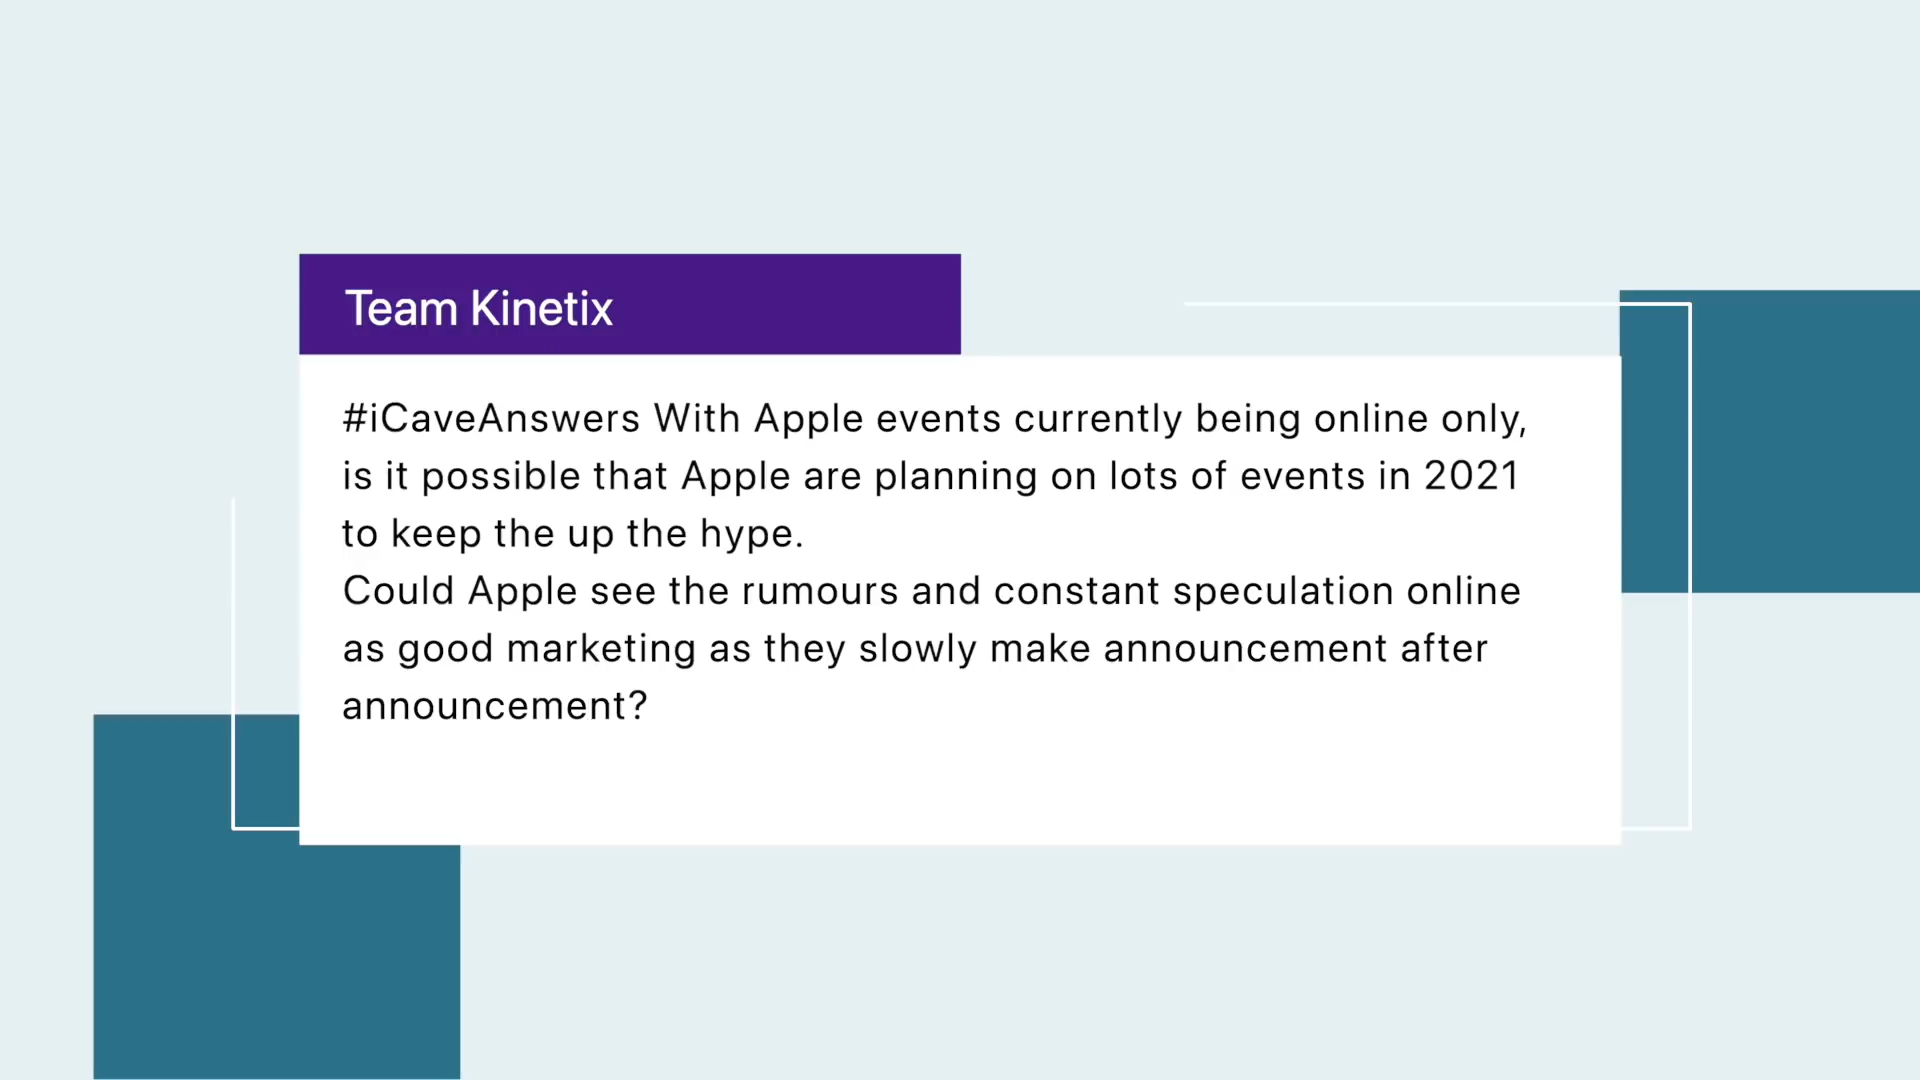 Team Kinetix
#iCaveAnswers With Apple events currently being online only,
is it possible that Apple are planning on lots of events in 2021
to keep the up the hype.
Could Apple see the rumours and constant speculation online
as good marketing as they slowly make announcement after
announcement?